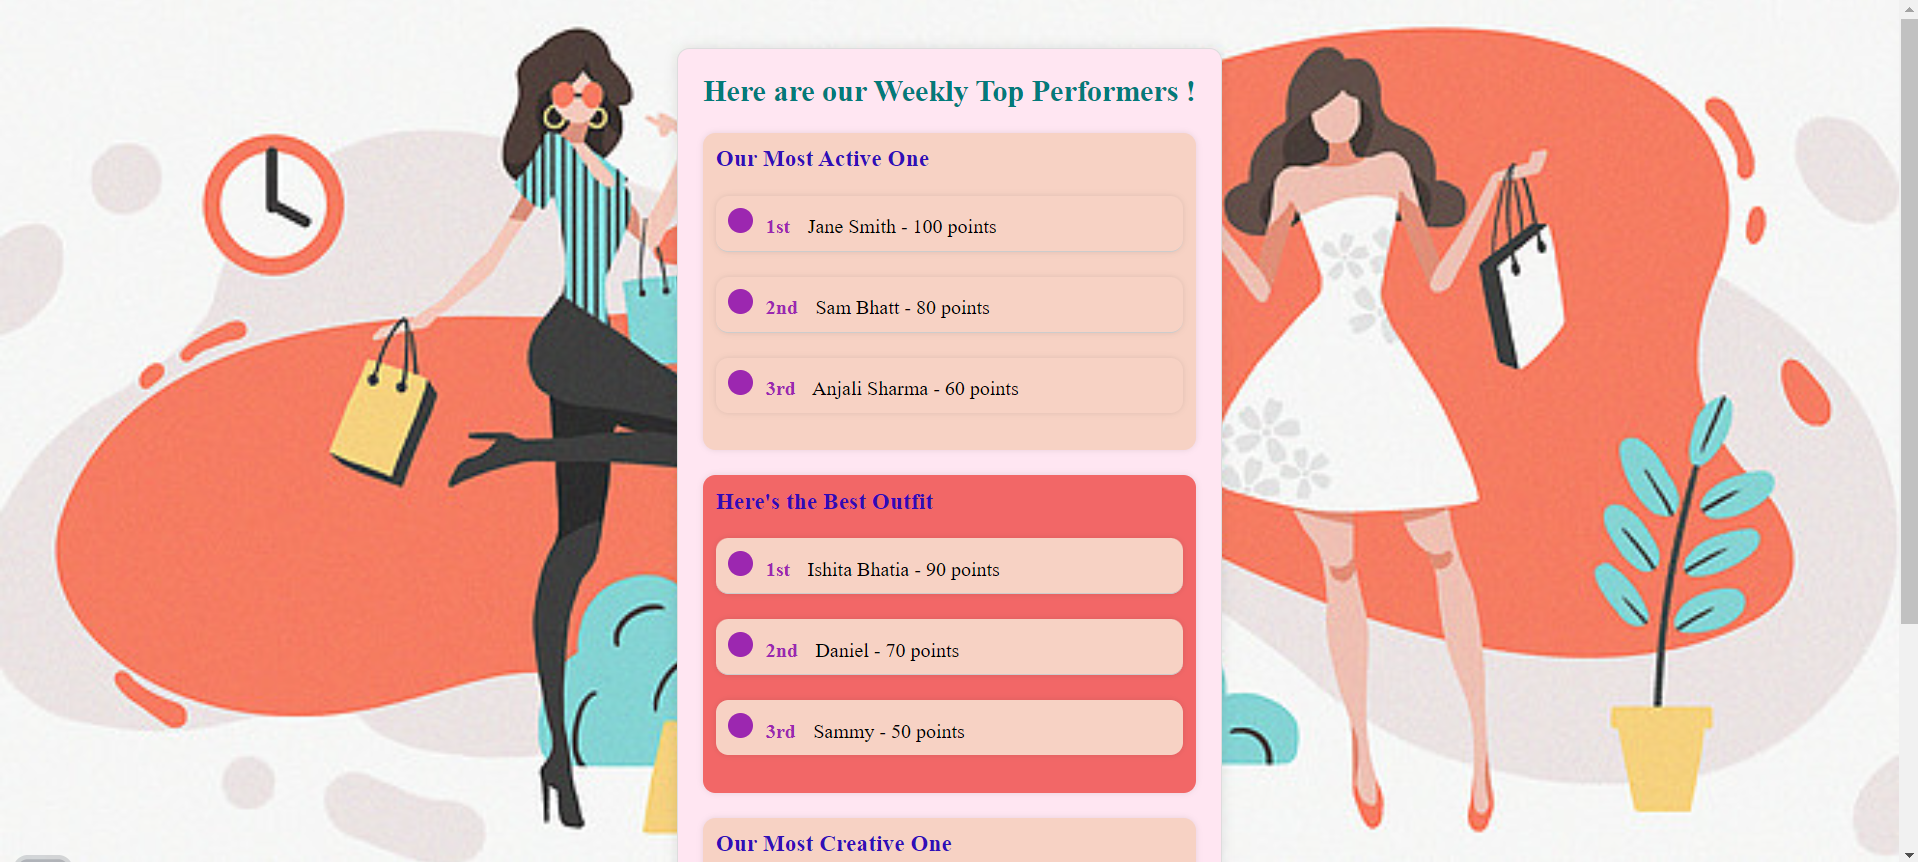 Here are our Weekly Top Performers !
Our Most Active One
1st Jane Smith - 100 points
2nd Sam Bhatt - 80 points
3rd Anjali Sharma - 60 points
Here's the Best Outfit
1st Ishita Bhatia - 90 points
2nd Daniel - 70 points
3rd Sammy - 50 points
Our Most Creative One